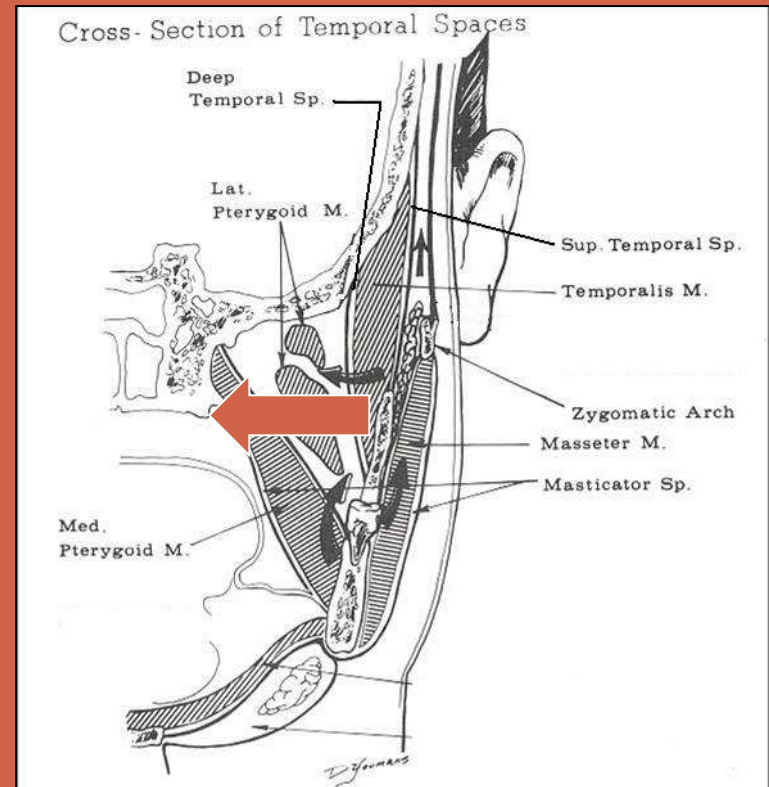 Cross-Section of Temporal Spaces
Deep
Temporal Sp.
Lat.
Pterygoid M.
Sup. Temporal Sp.
Temporalis M.
Zygomatic Arch
Masseter M.
Masticator Sp.
Med.
Pterygoid M.
D. Youmans